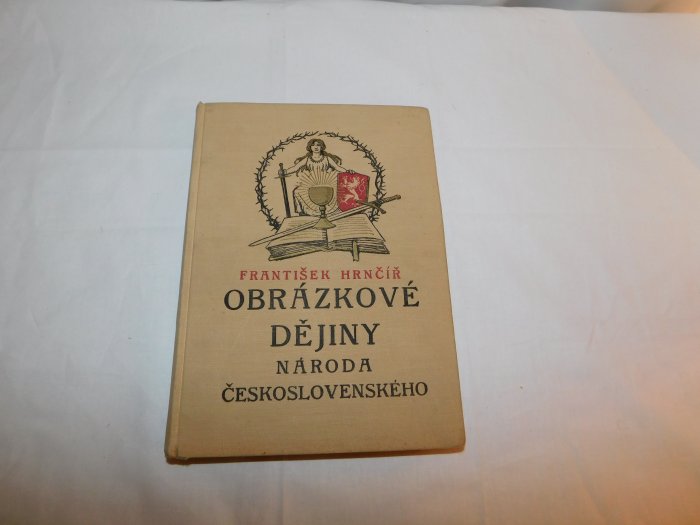 FRANTIŠEK HRNČÍŘ
OBRÁZKOVÉ
DĚJINY
NÁRODA
ČESKOSLOVENSKÉHO